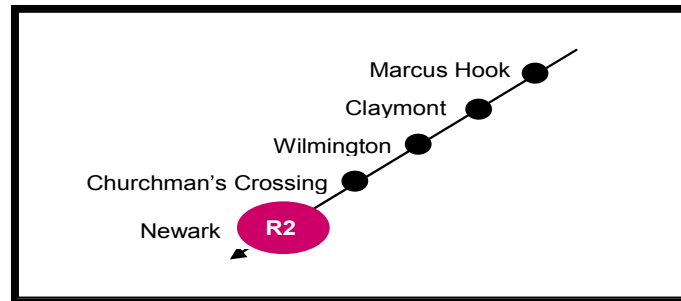 Marcus Hook
Claymont
Wilmington
Churchman's Crossing
Newark R2